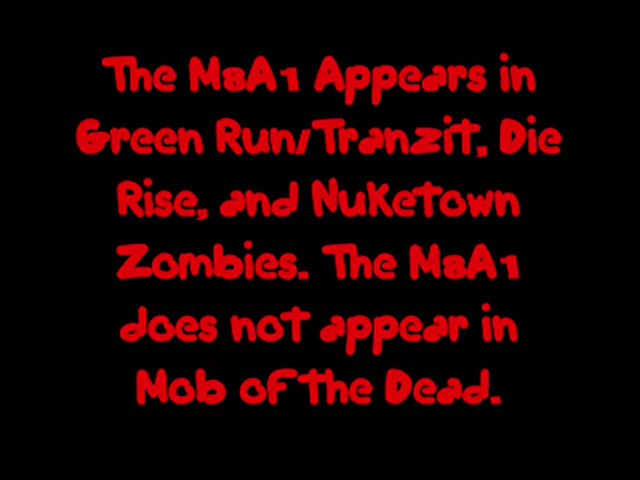 The M8A1 Appears in
Green Run/Tranzit, Die
Rise, and Nuketown
Zombies. The M8A1
does not appear in
Mob of the Dead.